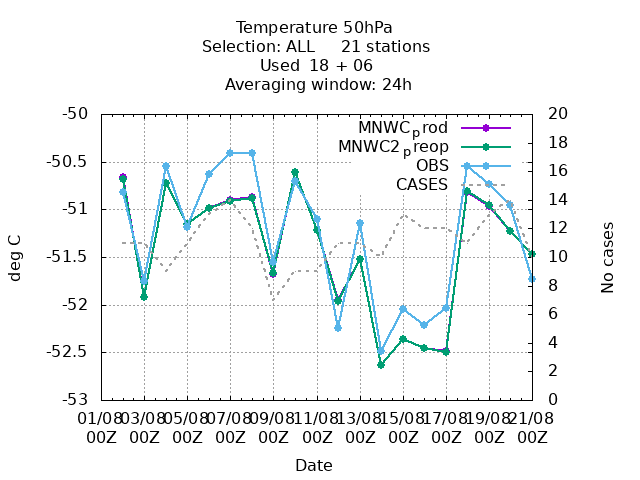 Temperature 50hPa
Selection: ALL 21 stations
Used 18 + 06
Averaging window: 24h
-50
-50.5
-51
-51.5
-52
-52.5
-53
deg C
20
18
16
14
12
10
8
6
4
2
0
No cases
MNWC_prod
MNWC2_preop
OBS
CASES
01/08 03/08 05/08 07/08 09/08 11/08 13/08 15/08 17/08 19/08 21/08
00Z 00Z 00Z 00Z 00Z 00Z 00Z 00Z 00Z 00Z 00Z
Date